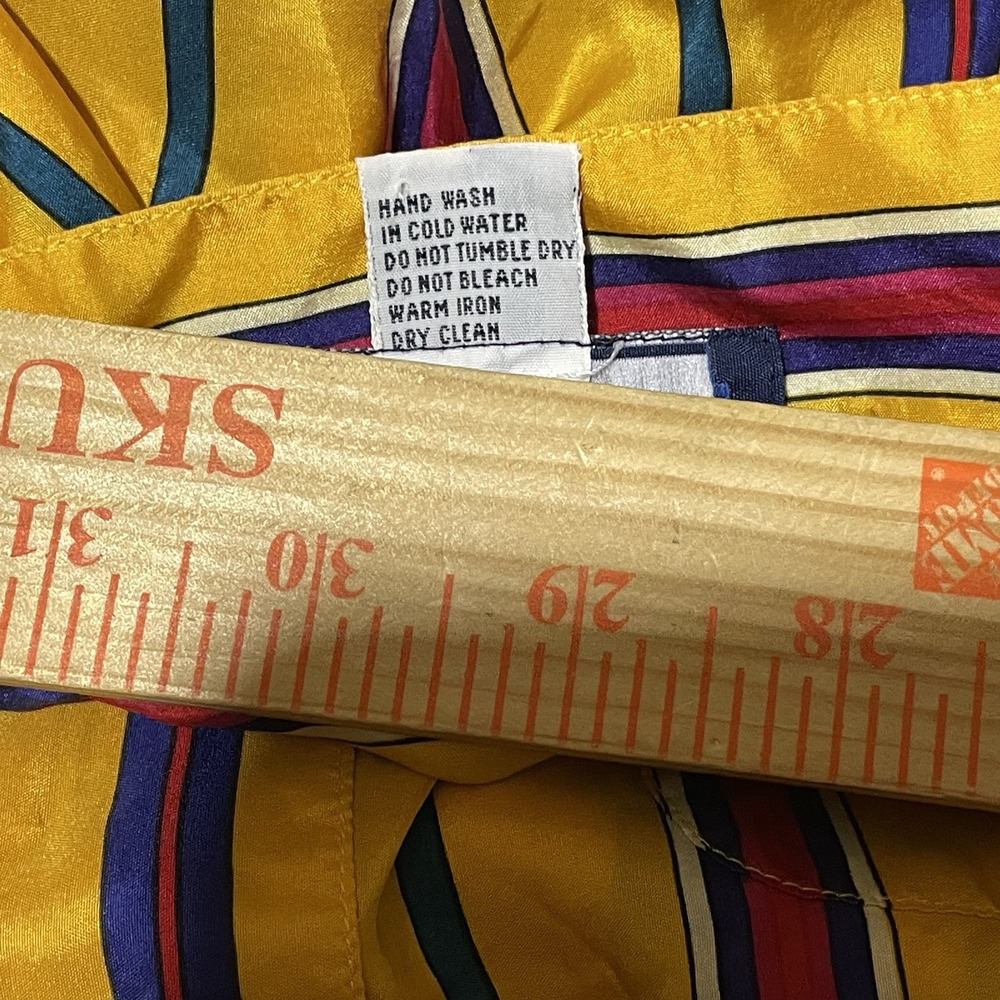 HAND WASH
IN COLD WATER
DO NOT TUMBLE DRY
DO NOT BLEACH
WARM IRON
DRY CLEAN
SKU
31 30 29 28